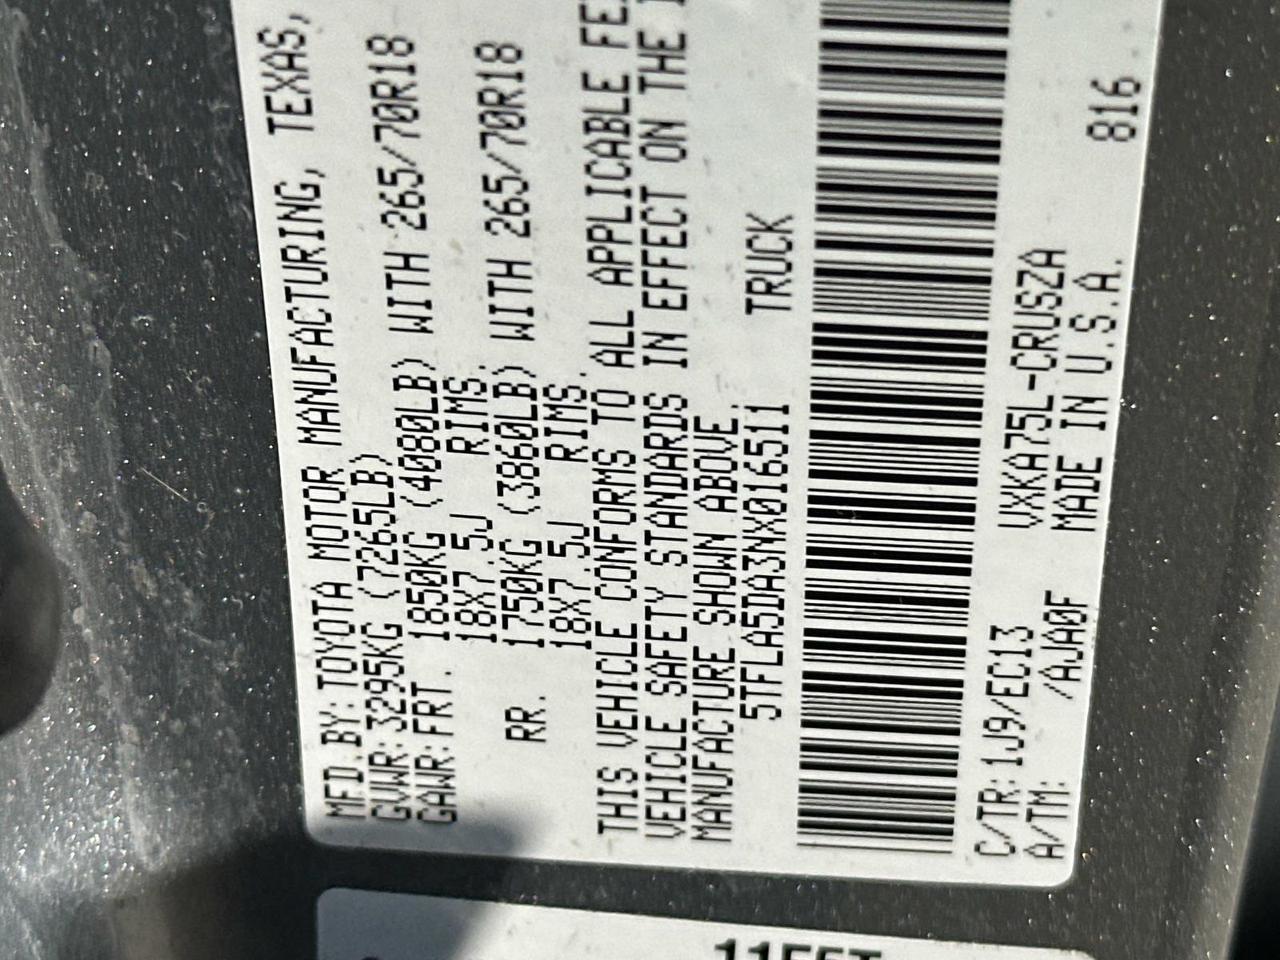 MFD. BY: TOYOTA MOTOR MANUFACTURING, TEXAS,
GVWR: 3295KG (7265LB)
GAWR: FRT. 1850KG (4080LB) WITH 265/70R18
18X7.5J RIMS.
RR. 1750KG (3860LB) WITH 265/70R18
18X7.5J RIMS.
THIS VEHICLE CONFORMS TO ALL APPLICABLE
VEHICLE SAFETY STANDARDS IN EFFECT ON THE
MANUFACTURE SHOWN ABOVE.
5TFLA5DA3NX016511 TRUCK
C/TR: 1J9/EC13 VXKA75L-CRUSZA 816
A/TM: /AJA0F MADE IN U.S.A.